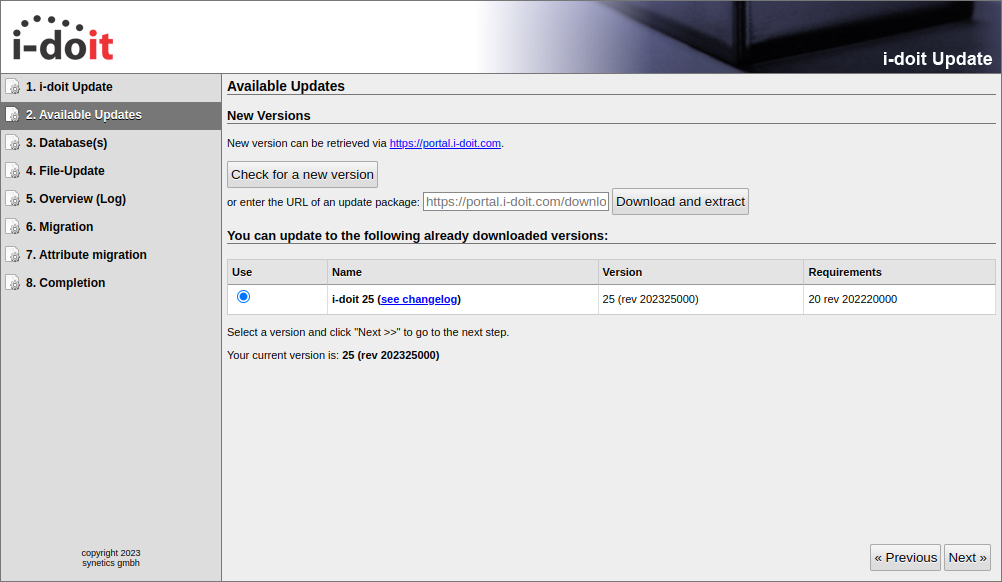 i-doit
i-doit Update
1. i-doit Update
2. Available Updates
3. Database(s)
4. File-Update
5. Overview (Log)
6. Migration
7. Attribute migration
8. Completion
copyright 2023
synetics gmbh
Available Updates
New Versions
New version can be retrieved via https://portal.i-doit.com.
Check for a new version
or enter the URL of an update package: https://portal.i-doit.com/downlo Download and extract
You can update to the following already downloaded versions:
Use Name Version Requirements
i-doit 25 (see changelog) 25 (rev 202325000) 20 rev 202220000
Select a version and click "Next >>" to go to the next step.
Your current version is: 25 (rev 202325000)
« Previous Next »